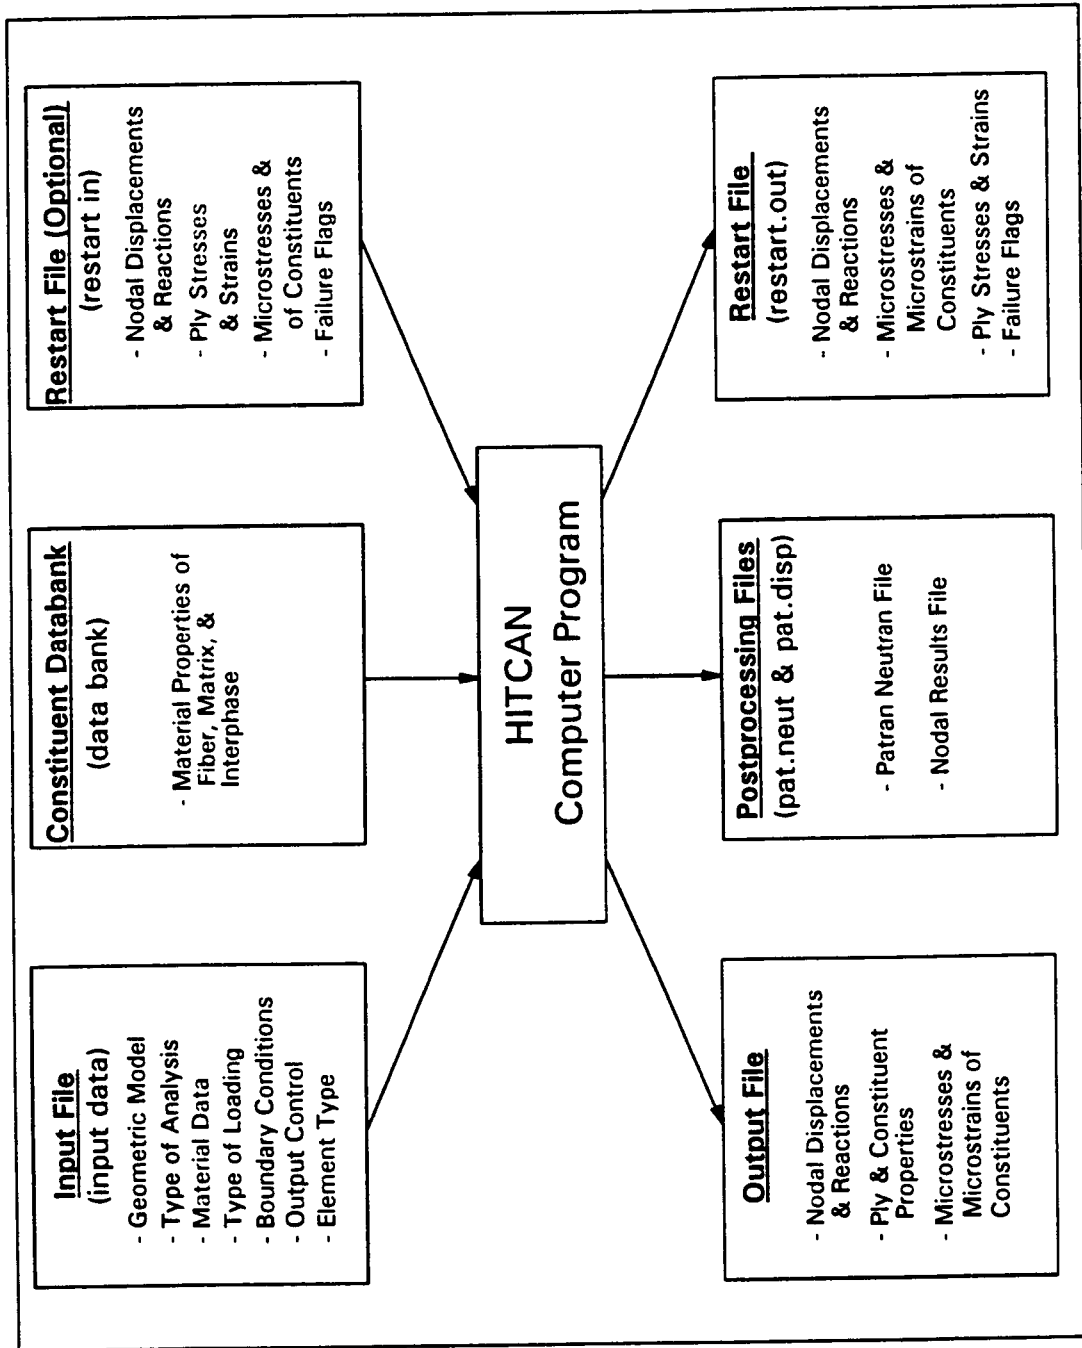 Input File
(input data)
- Geometric Model
- Type of Analysis
- Material Data
- Type of Loading
- Boundary Conditions
- Output Control
- Element Type
Constituent Databank
(data bank)
- Material Properties of
Fiber, Matrix, &
Interphase
Restart File (Optional)
(restart in)
- Nodal Displacements
& Reactions
- Ply Stresses
& Strains
- Microstresses &
of Constituents
- Failure Flags
HITCAN
Computer Program
Output File
- Nodal Displacements
& Reactions
- Ply & Constituent
Properties
- Microstresses &
Microstrains of
Constituents
Postprocessing Files
(pat.neut & pat.disp)
- Patran Neutran File
- Nodal Results File
Restart File
(restart.out)
- Nodal Displacements
& Reactions
- Microstresses &
Microstrains of
Constituents
- Ply Stresses & Strains
- Failure Flags